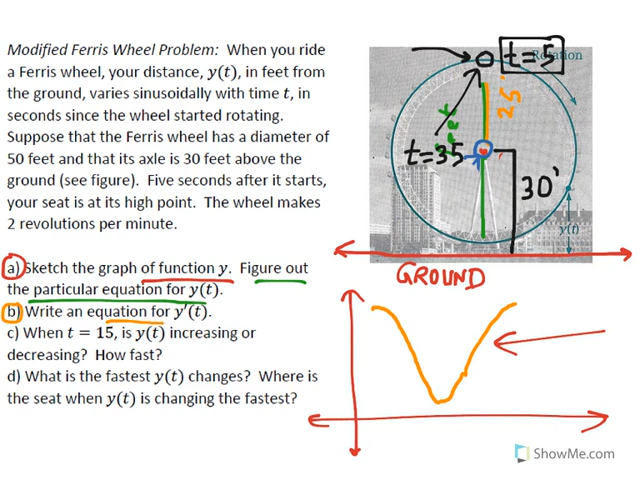 Modified Ferris Wheel Problem: When you ride
a Ferris wheel, your distance, y(t), in feet from
the ground, varies sinusoidally with time t, in
seconds since the wheel started rotating.
Suppose that the Ferris wheel has a diameter of
50 feet and that its axle is 30 feet above the
ground (see figure). Five seconds after it starts,
your seat is at its high point. The wheel makes
2 revolutions per minute.
a) Sketch the graph of function y. Figure out
the particular equation for y(t).
b) Write an equation for y′(t).
c) When t = 15, is y(t) increasing or
decreasing? How fast?
d) What is the fastest y(t) changes? Where is
the seat when y(t) is changing the fastest?
t=5
Rotation
25'
t=35
30'
y(t)
GROUND
ShowMe.com